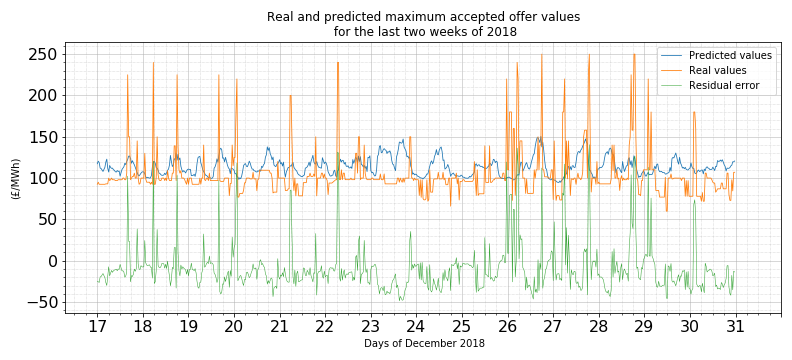 Real and predicted maximum accepted offer values
for the last two weeks of 2018
Predicted values
Real values
Residual error
(£/MWh)
250
200
150
100
50
0
−50
17 18 19 20 21 22 23 24 25 26 27 28 29 30 31
Days of December 2018